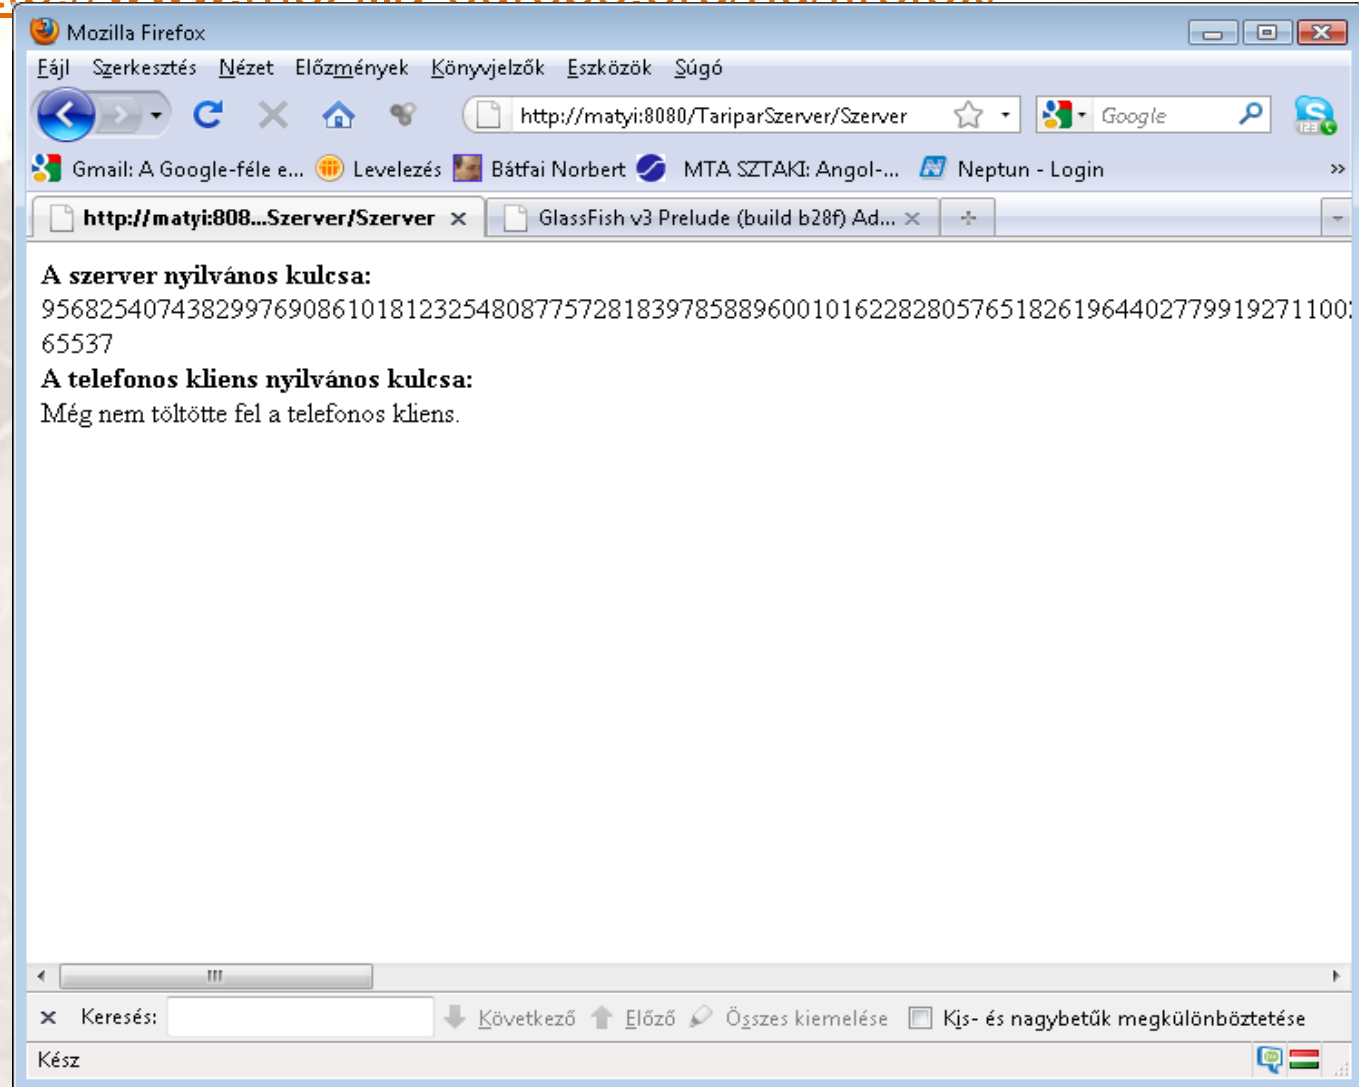 Mozilla Firefox
Fájl Szerkesztés Nézet Előzmények Könyvjelzők Eszközök Súgó
http://matyi:8080/TariparSzerver/Szerver Google
Gmail: A Google-féle e... Levelezés Bátfai Norbert MTA SZTAKI: Angol-... Neptun - Login »
http://matyi:808...Szerver/Szerver GlassFish v3 Prelude (build b28f) Ad...
A szerver nyilvános kulcsa:
956825407438299769086101812325480877572818397858896001016228280576518261964402779919271100
65537
A telefonos kliens nyilvános kulcsa:
Még nem töltötte fel a telefonos kliens.
Keresés: Következő Előző Összes kiemelése Kis- és nagybetűk megkülönböztetése
Kész